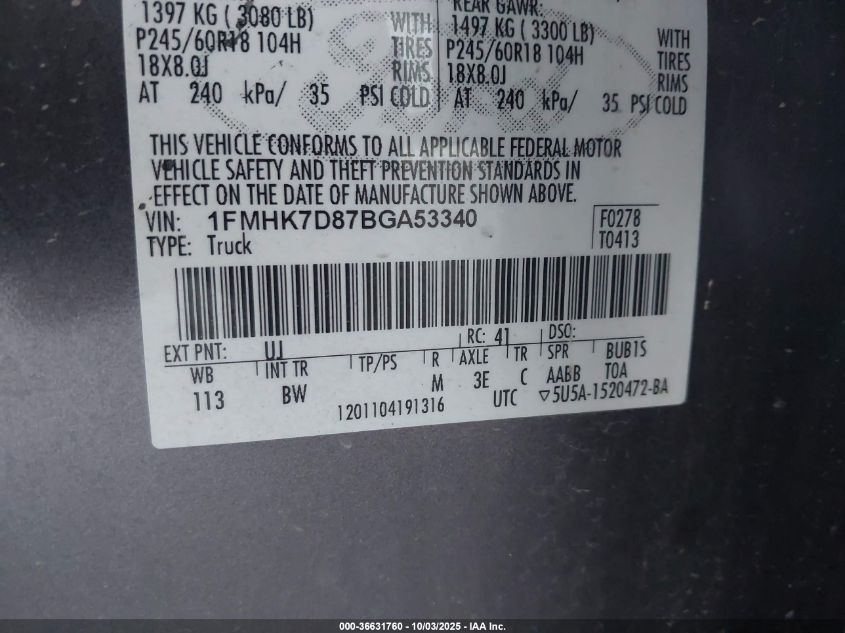 REAR GAWR:
1397 KG ( 3080 LB) WITH 1497 KG ( 3300 LB) WITH
P245/60R18 104H TIRES P245/60R18 104H TIRES
18X8.0J RIMS 18X8.0J RIMS
AT 240 kPa/ 35 PSI COLD AT 240 kPa/ 35 PSI COLD
THIS VEHICLE CONFORMS TO ALL APPLICABLE FEDERAL MOTOR
VEHICLE SAFETY AND THEFT PREVENTION STANDARDS IN
EFFECT ON THE DATE OF MANUFACTURE SHOWN ABOVE.
VIN: 1FMHK7D87BGA53340 F0278
TYPE: Truck T0413
EXT PNT: UJ RC: 41 DSO:
WB INT TR TP/PS R AXLE TR SPR BUB1S
113 BW M 3E C AABB TOA
1201104191316 UTC ▽5U5A-1520472-BA
000-36631760 - 10/03/2025 - IAA Inc.